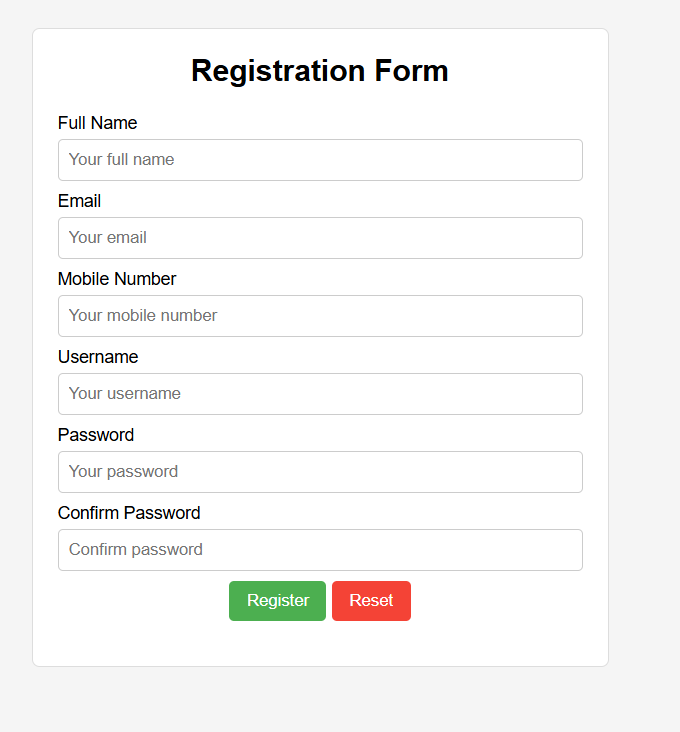 Registration Form
Full Name
Your full name
Email
Your email
Mobile Number
Your mobile number
Username
Your username
Password
Your password
Confirm Password
Confirm password
Register Reset